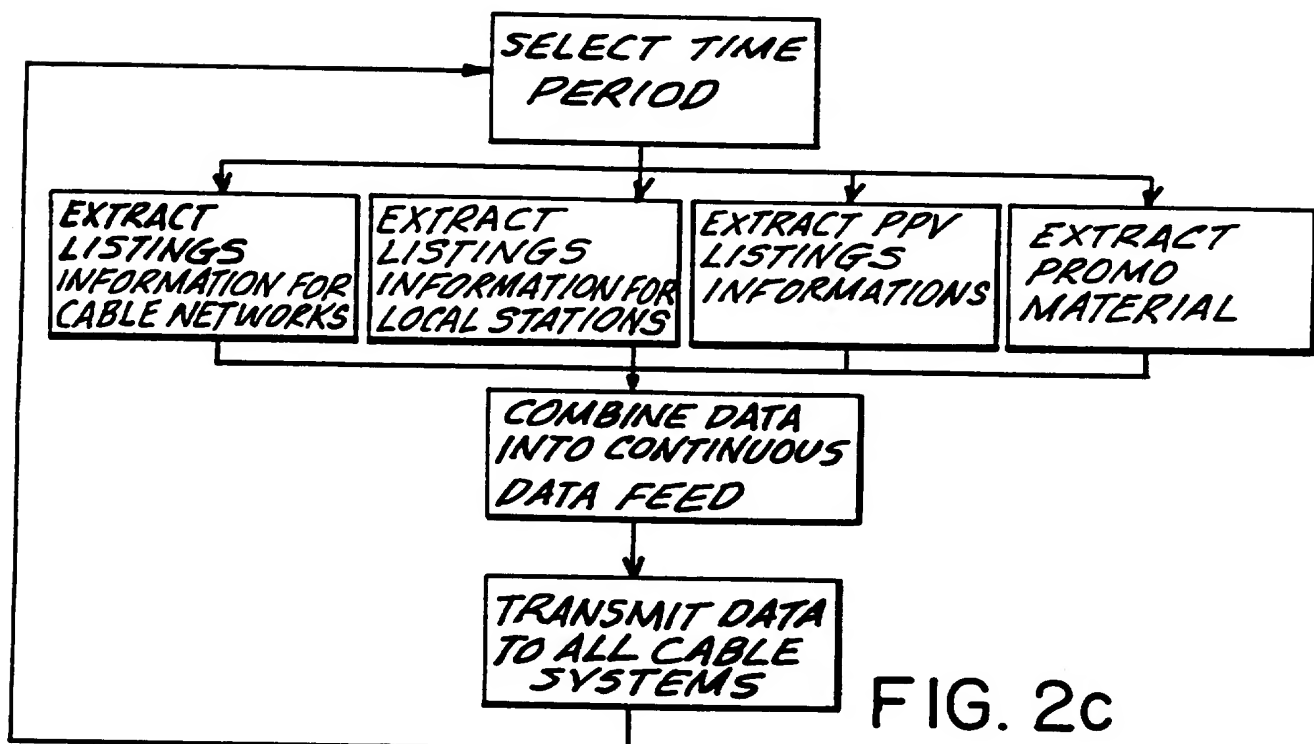 SELECT TIME
PERIOD
EXTRACT
LISTINGS
INFORMATION FOR
CABLE NETWORKS
EXTRACT
LISTINGS
INFORMATION FOR
LOCAL STATIONS
EXTRACT PPV
LISTINGS
INFORMATIONS
EXTRACT
PROMO
MATERIAL
COMBINE DATA
INTO CONTINUOUS
DATA FEED
TRANSMIT DATA
TO ALL CABLE
SYSTEMS
FIG. 2c